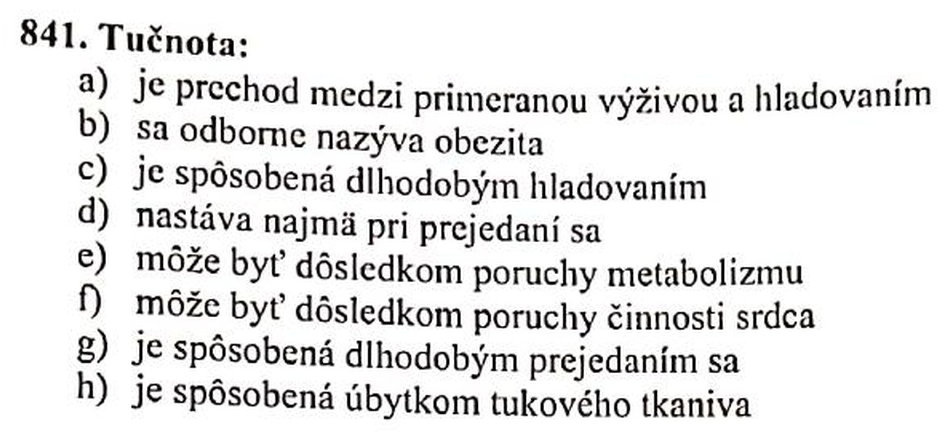 841. Tučnota:
a) je prechod medzi primeranou výživou a hladovaním
b) sa odborne nazýva obezita
c) je spôsobená dlhodobým hladovaním
d) nastáva najmä pri prejedaní sa
e) môže byť dôsledkom poruchy metabolizmu
f) môže byť dôsledkom poruchy činnosti srdca
g) je spôsobená dlhodobým prejedaním sa
h) je spôsobená úbytkom tukového tkaniva